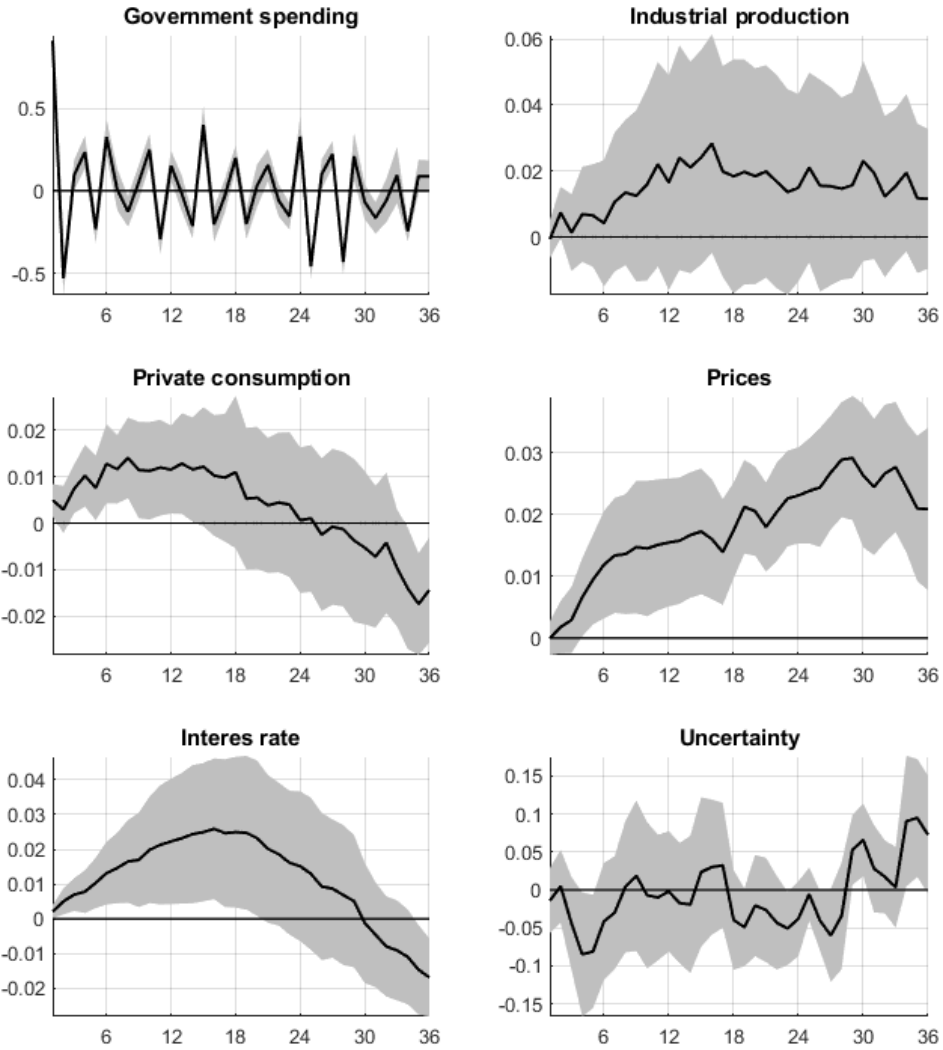 Government spending
0.5
0
-0.5
6 12 18 24 30 36
Industrial production
0.06
0.04
0.02
0
6 12 18 24 30 36
Private consumption
0.02
0.01
0
-0.01
-0.02
6 12 18 24 30 36
Prices
0.03
0.02
0.01
0
6 12 18 24 30 36
Interes rate
0.04
0.03
0.02
0.01
0
-0.01
-0.02
6 12 18 24 30 36
Uncertainty
0.15
0.1
0.05
0
-0.05
-0.1
-0.15
6 12 18 24 30 36